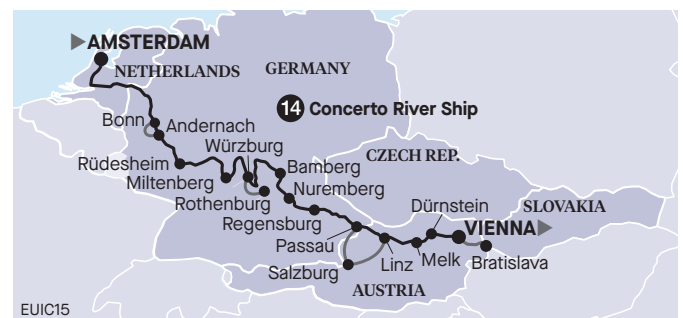 AMSTERDAM
NETHERLANDS
GERMANY
14 Concerto River Ship
Bonn
Andernach
Würzburg
Rüdesheim
Miltenberg
Rothenburg
Bamberg
CZECH REP.
Nuremberg
Regensburg
Dürnstein
SLOVAKIA
VIENNA
Passau
Salzburg
Linz
Melk
Bratislava
AUSTRIA
EUIC15